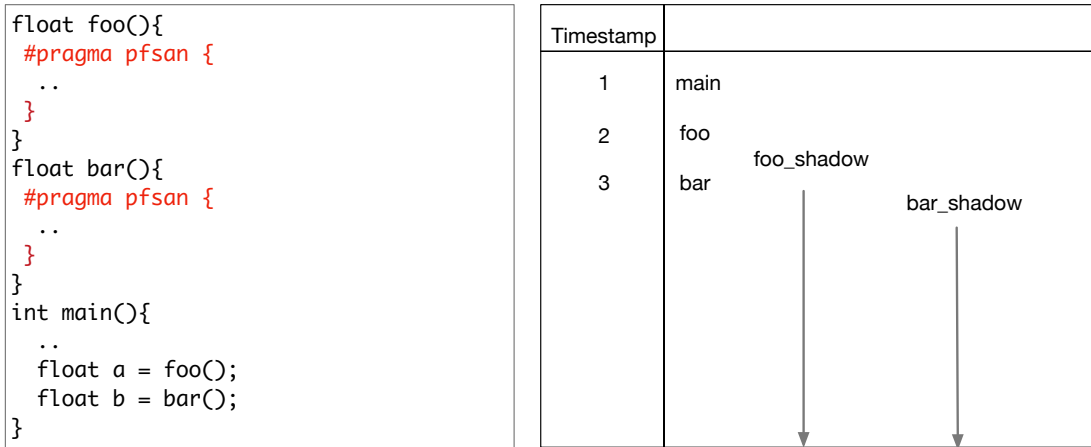 float foo(){
 #pragma pfsan {
  ..
 }
}
float bar(){
 #pragma pfsan {
  ..
 }
}
int main(){
  ..
  float a = foo();
  float b = bar();
}
Timestamp
1 main
2 foo
foo_shadow
3 bar
bar_shadow